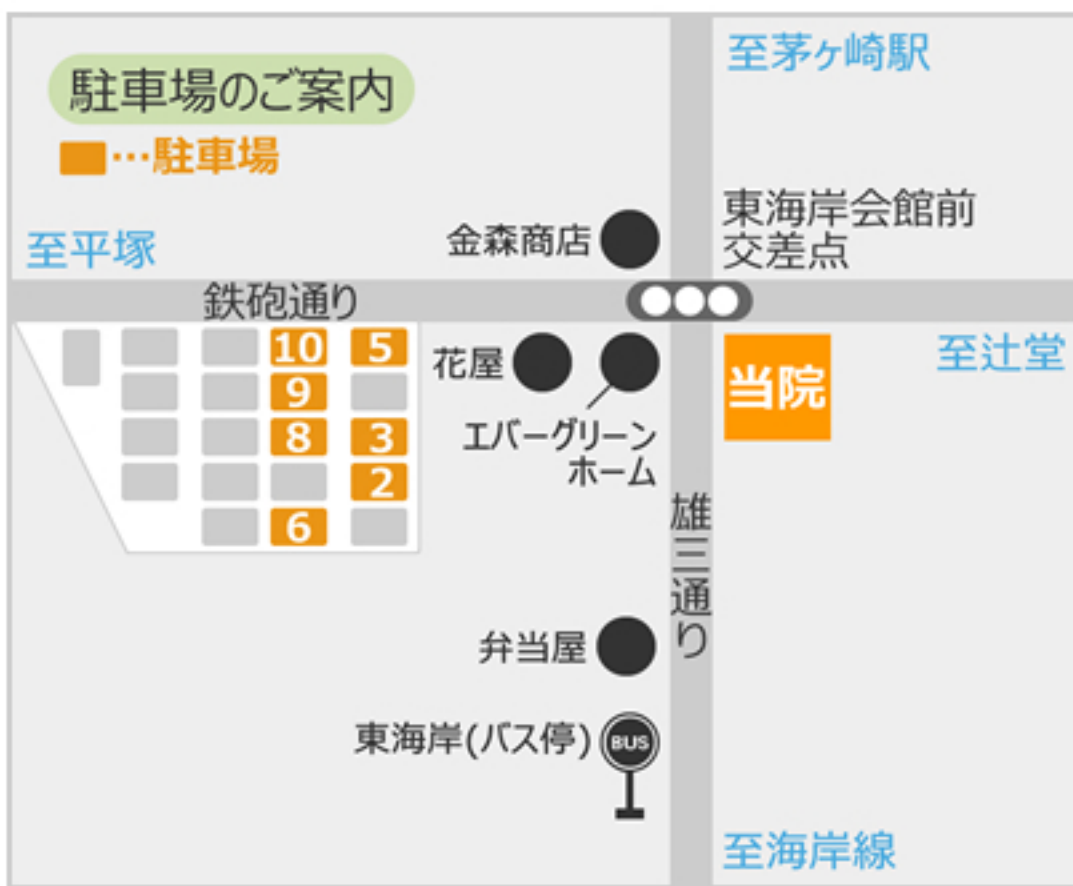 駐車場のご案内
…駐車場
至茅ヶ崎駅
東海岸会館前
交差点
金森商店
至平塚
鉄砲通り
10 5
9
8 3
2
6
花屋
エバーグリーン
ホーム
当院
至辻堂
雄三通り
弁当屋
東海岸(バス停)
BUS
至海岸線